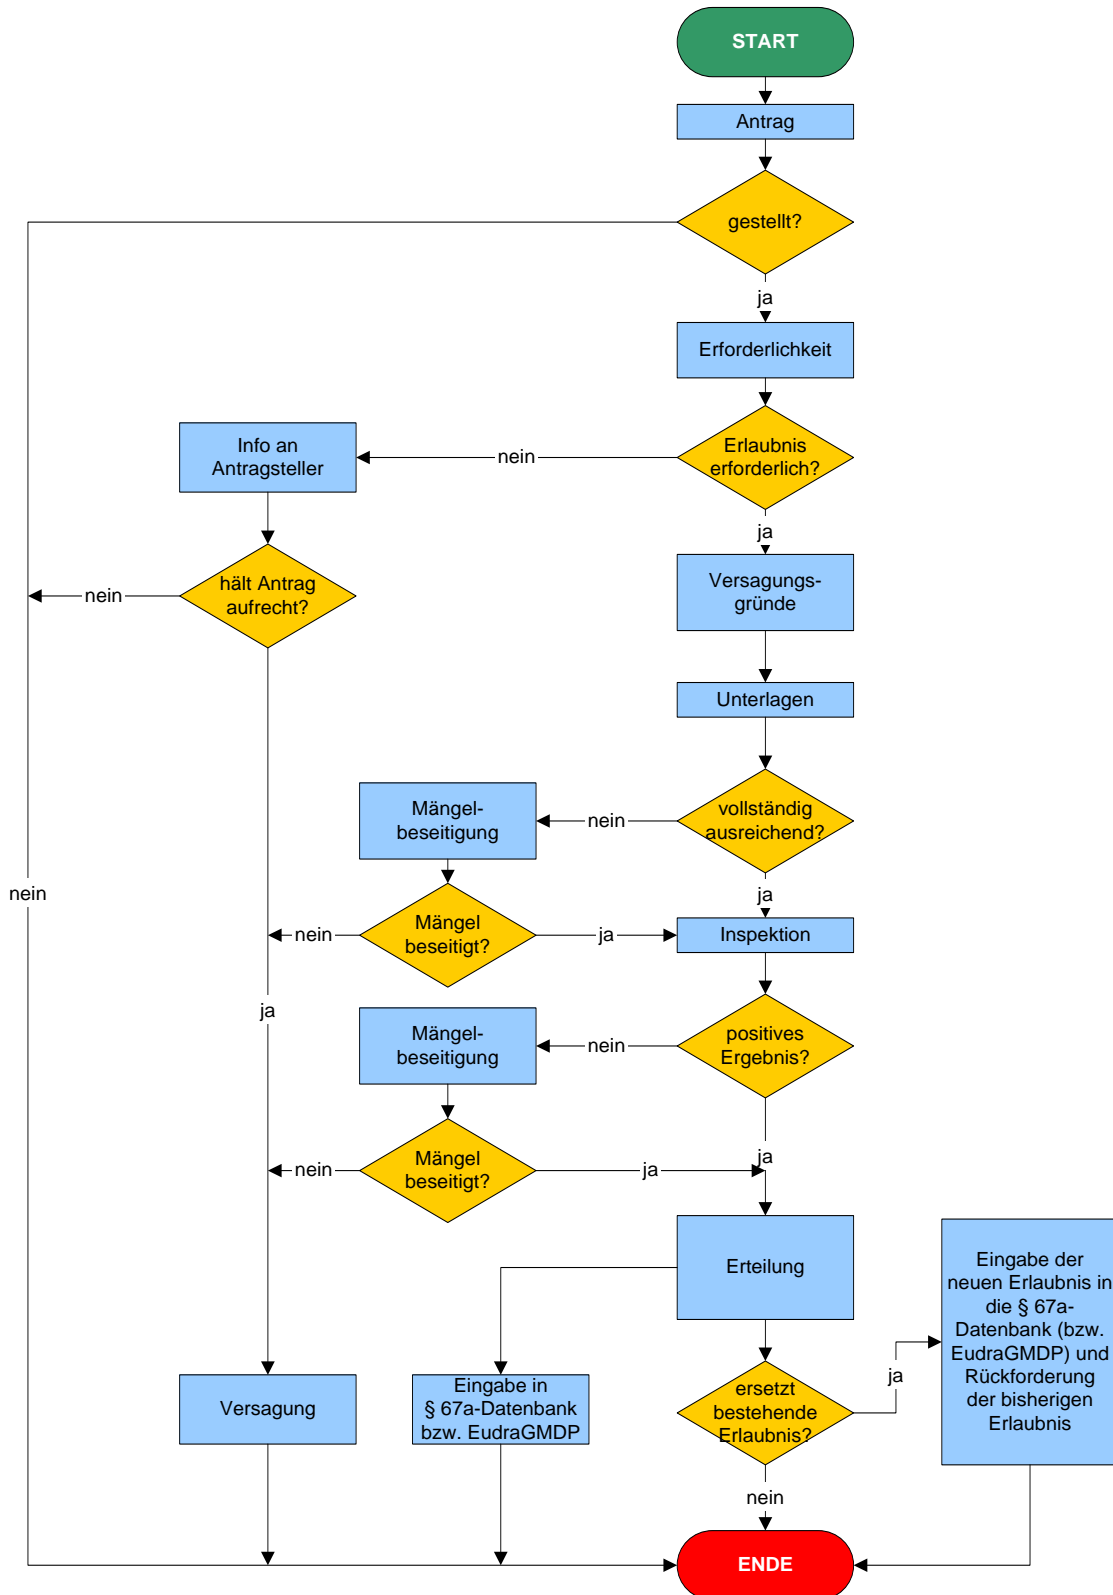 START
Antrag
gestellt?
ja
Erforderlichkeit
Erlaubnis
erforderlich?
nein
Info an
Antragsteller
ja
hält Antrag
aufrecht?
nein
Versagungs-
gründe
Unterlagen
vollständig
ausreichend?
nein
Mängel-
beseitigung
ja
nein
Mängel
beseitigt?
nein
ja
Inspektion
ja
positives
Ergebnis?
nein
Mängel-
beseitigung
ja
Mängel
beseitigt?
nein
ja
Erteilung
Eingabe der
neuen Erlaubnis in
die § 67a-
Datenbank (bzw.
EudraGMDP) und
Rückforderung
der bisherigen
Erlaubnis
ja
ersetzt
bestehende
Erlaubnis?
Eingabe in
§ 67a-Datenbank
bzw. EudraGMDP
Versagung
nein
ENDE